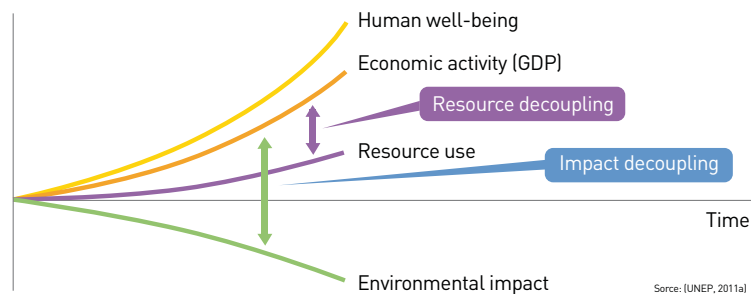 Human well-being
Economic activity (GDP)
Resource decoupling
Resource use
Impact decoupling
Time
Environmental impact
Sorce: (UNEP, 2011a)